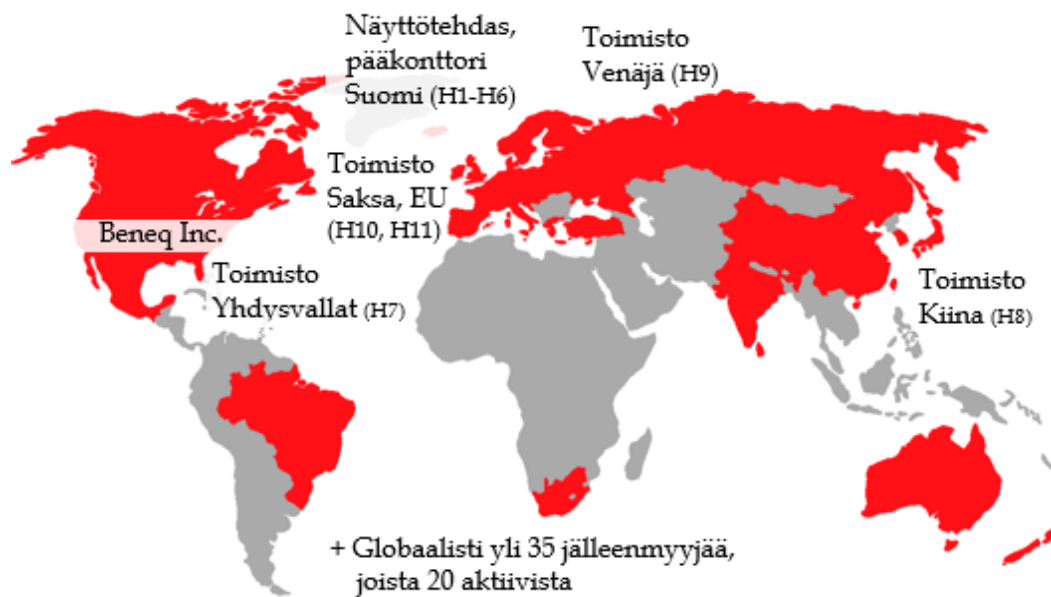 Näyttötehdas,
pääkonttori
Suomi (H1-H6)
Toimisto
Venäjä (H9)
Toimisto
Saksa, EU
(H10, H11)
Beneq Inc.
Toimisto
Yhdysvallat (H7)
Toimisto
Kiina (H8)
+ Globaalisti yli 35 jälleenmyyjää,
joista 20 aktiivista